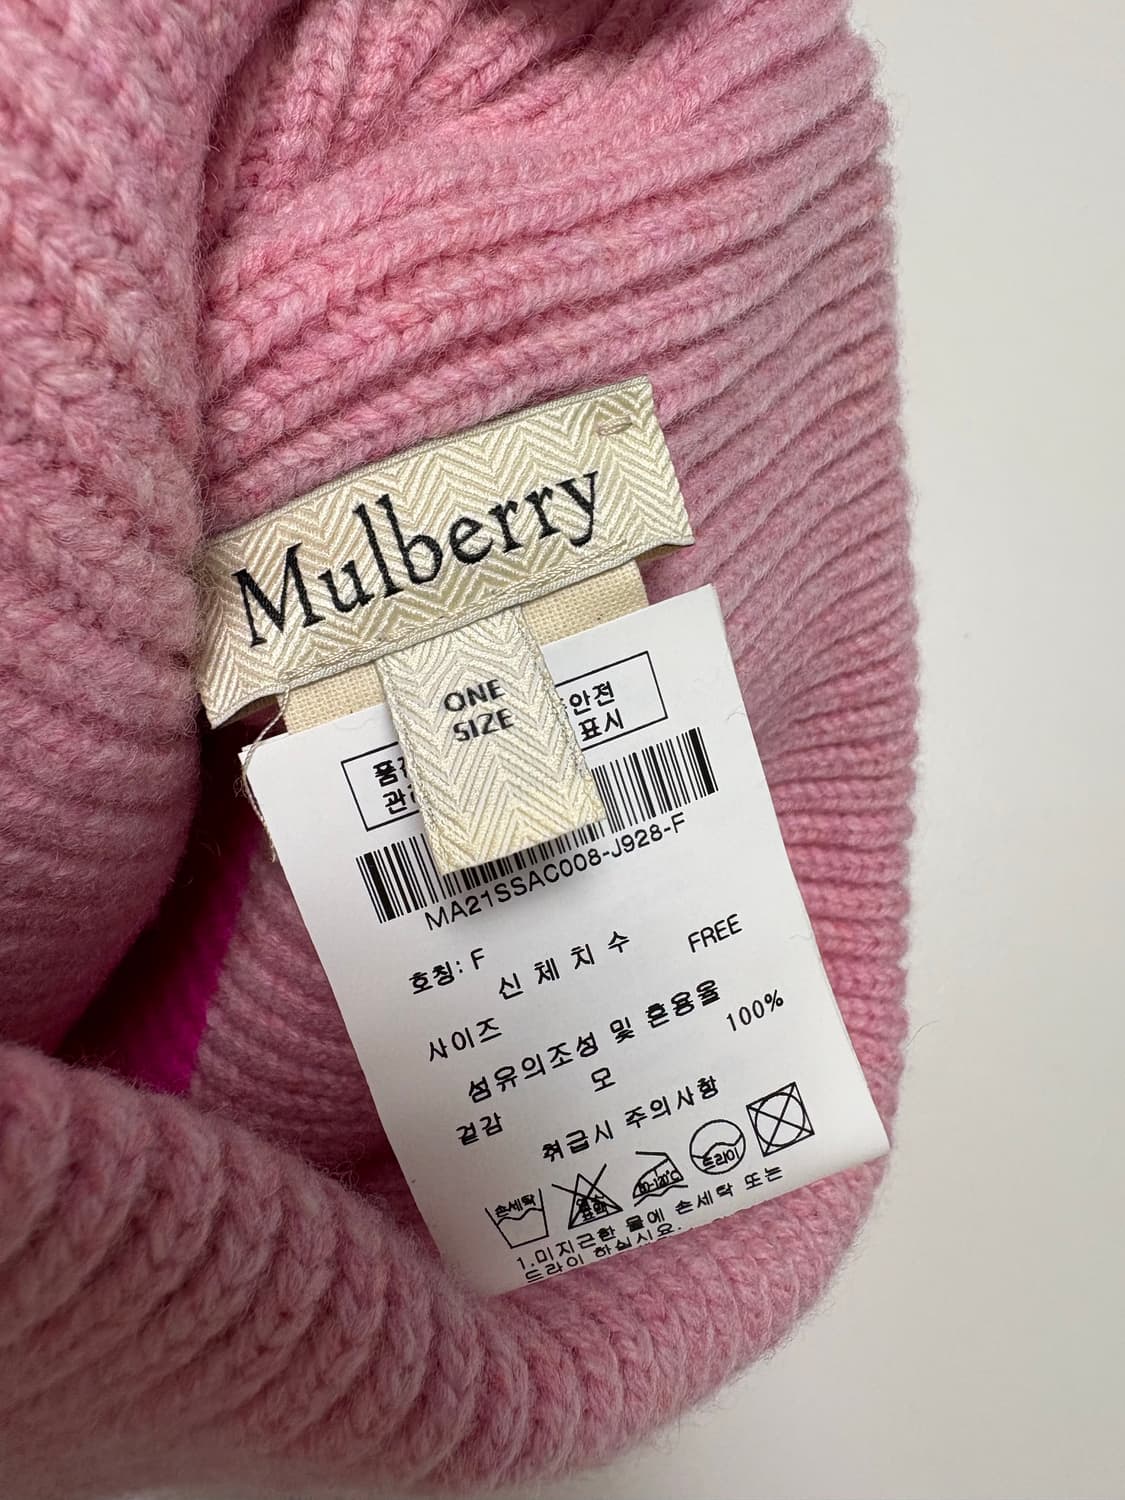 Mulberry
ONE
SIZE
안전
표시
MA21SSAC008-J928-F
호칭: F
신체치수
FREE
사이즈
섬유의조성 및 혼용율
겉감
모
100%
취급시 주의사항
손세탁
드라이
1.미지근한 물에 손세탁 또는
드라이 하십시요.